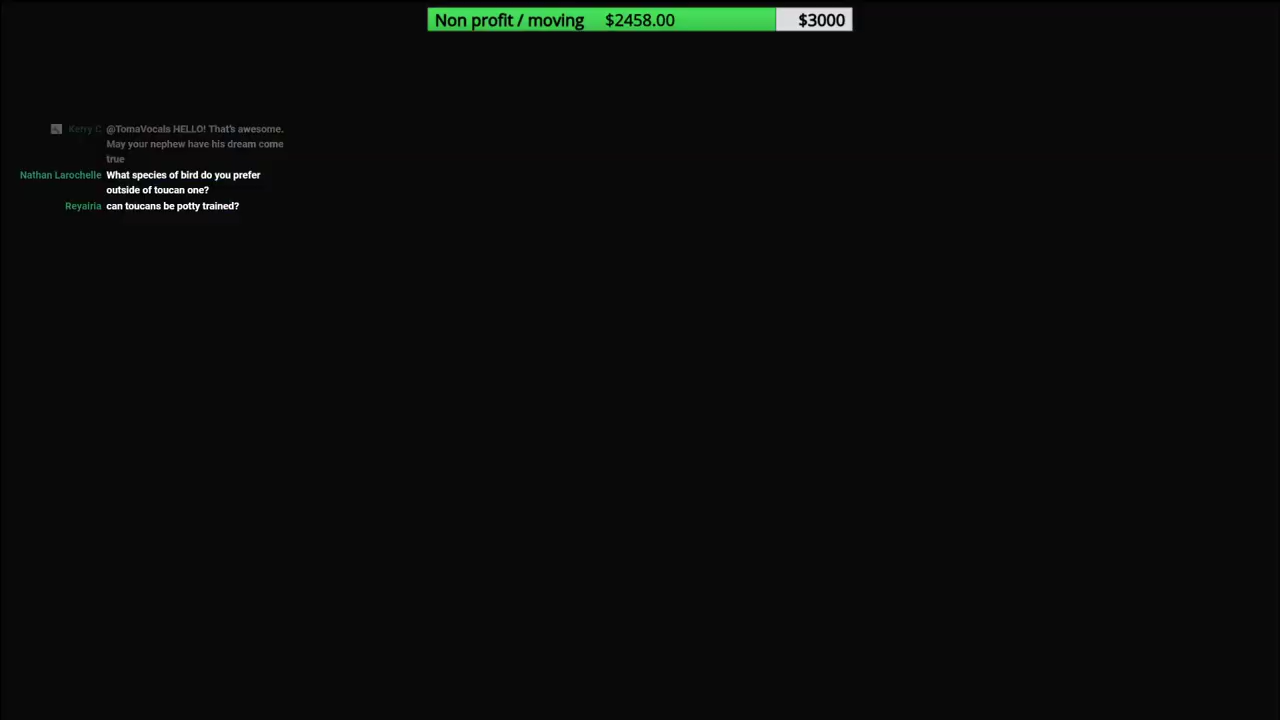 Non profit / moving $2458.00 $3000
Kerry C @TomaVocals HELLO! That's awesome.
May your nephew have his dream come
true
Nathan Larochelle What species of bird do you prefer
outside of toucan one?
Reyairia can toucans be potty trained?